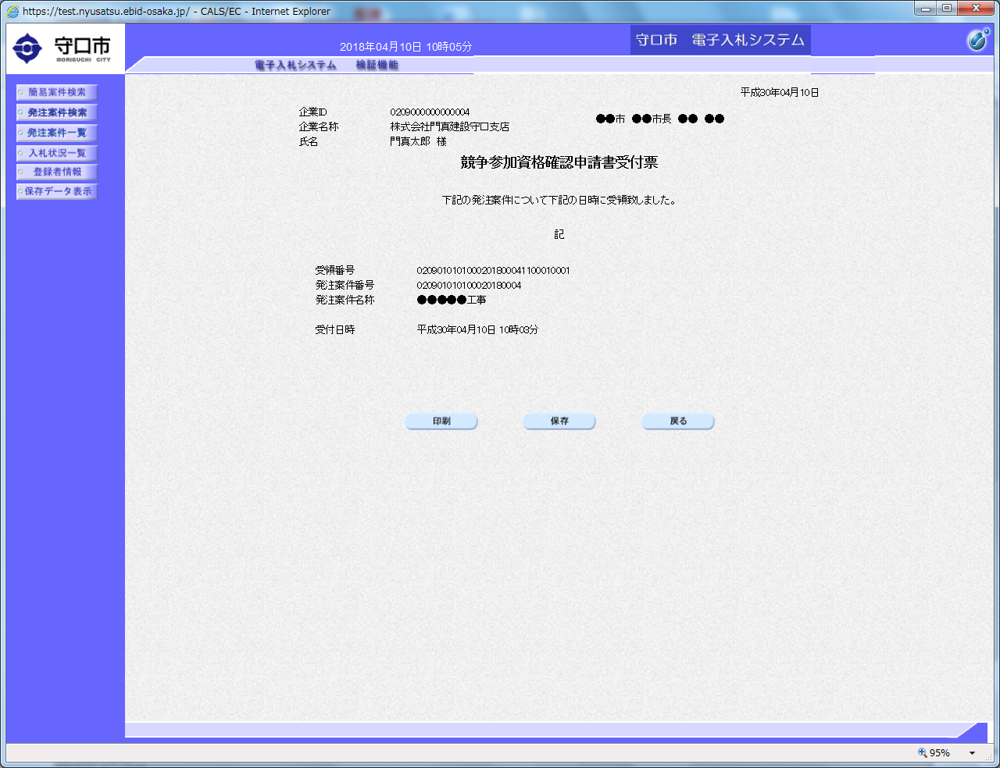 https://test.nyusatsu.ebid-osaka.jp/ - CALS/EC - Internet Explorer
守口市
MORIGUCHI CITY
2018年04月10日 10時05分
守口市　電子入札システム
電子入札システム　検証機能
簡易案件検索
発注案件検索
発注案件一覧
入札状況一覧
登録者情報
保存データ表示
平成30年04月10日
企業ID　0209000000000004
企業名称　株式会社門真建設守口支店
氏名　門真太郎　様
●●市　●●市長　●●　●●
競争参加資格確認申請書受付票
下記の発注案件について下記の日時に受領致しました。
記
受領番号　0209010101000201800041100010001
発注案件番号　020901010100020180004
発注案件名称　●●●●●工事
受付日時　平成30年04月10日 10時03分
印刷　保存　戻る
95%